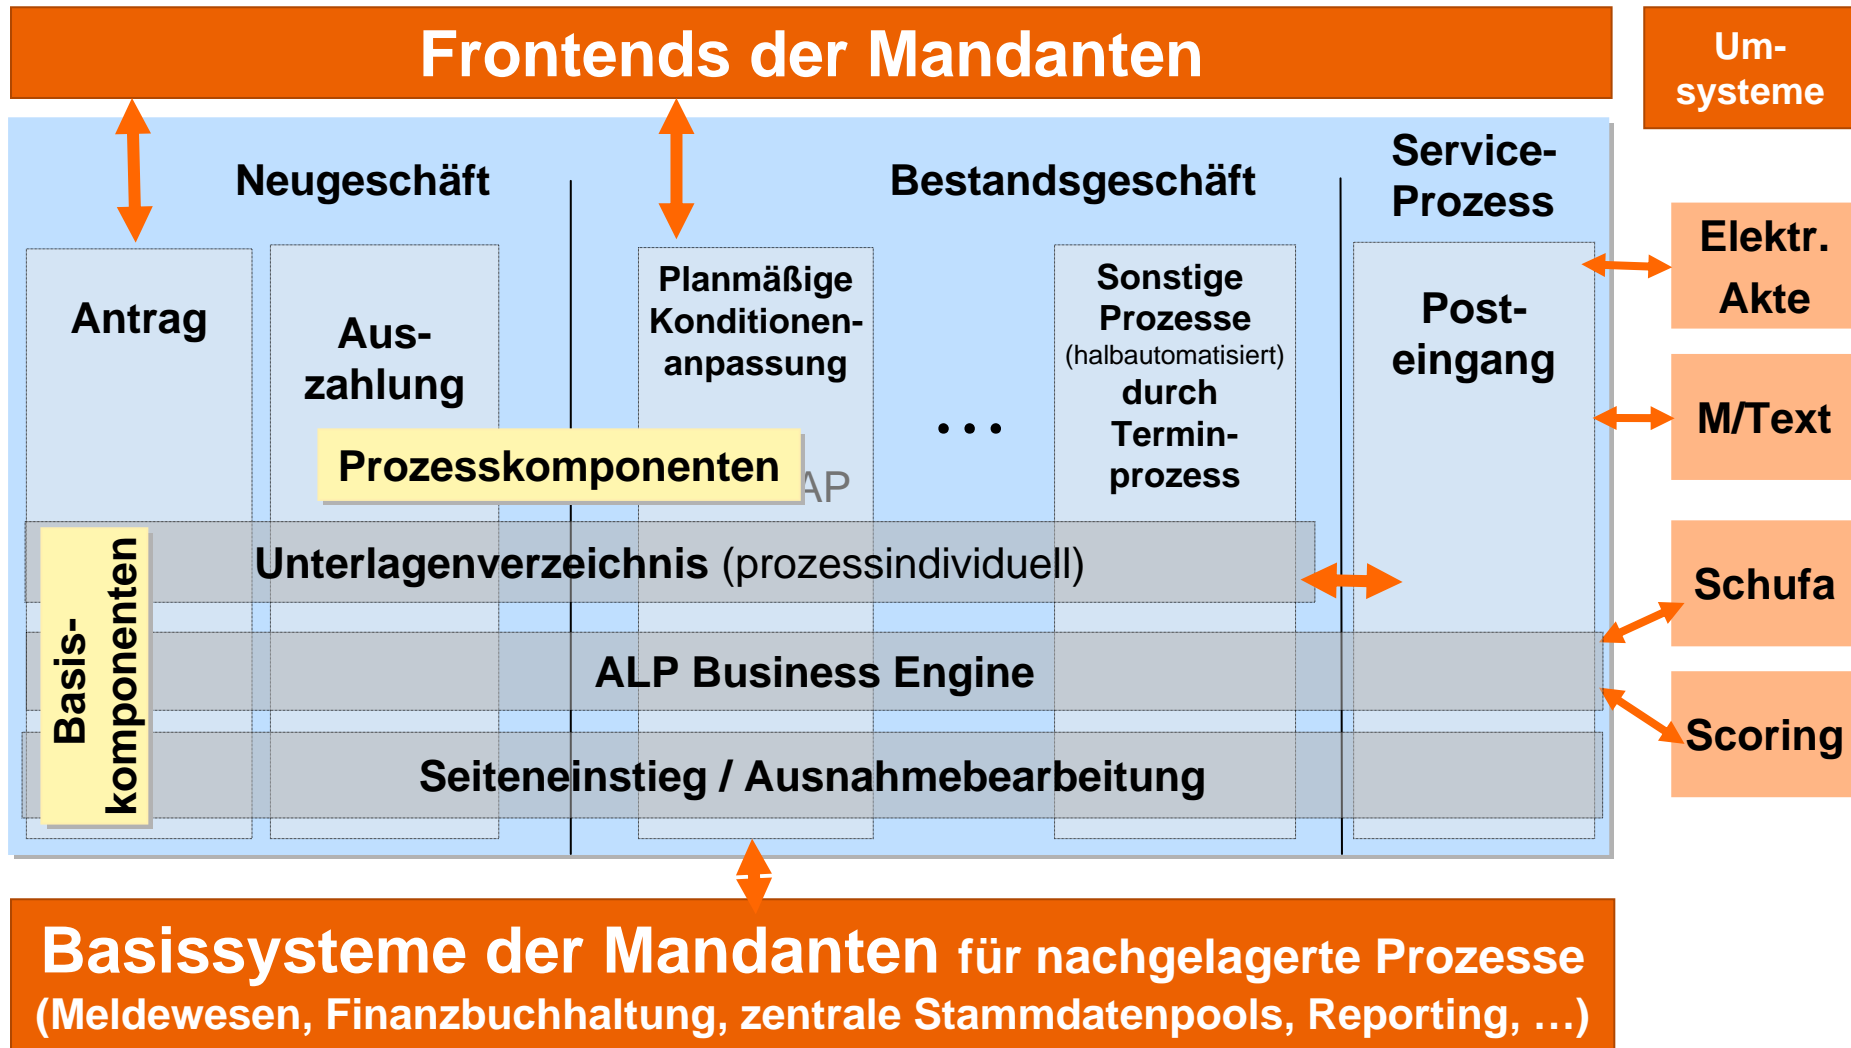 Frontends der Mandanten
Um-
systeme
Neugeschäft
Bestandsgeschäft
Service-
Prozess
Antrag
Aus-
zahlung
Planmäßige
Konditionen-
anpassung
...
Sonstige
Prozesse
(halbautomatisiert)
durch
Termin-
prozess
Post-
eingang
Elektr.
Akte
M/Text
Schufa
Scoring
Prozesskomponenten
AP
Basis-
komponenten
Unterlagenverzeichnis (prozessindividuell)
ALP Business Engine
Seiteneinstieg / Ausnahmebearbeitung
Basissysteme der Mandanten für nachgelagerte Prozesse
(Meldewesen, Finanzbuchhaltung, zentrale Stammdatenpools, Reporting, ...)